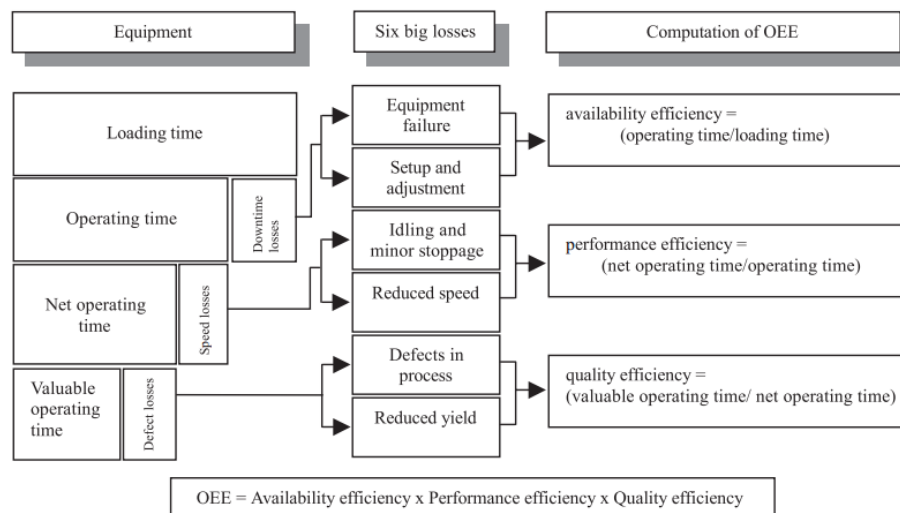 Equipment
Six big losses
Computation of OEE
Loading time
Operating time
Downtime
losses
Net operating
time
Speed losses
Valuable
operating
time
Defect losses
Equipment
failure
Setup and
adjustment
Idling and
minor stoppage
Reduced speed
Defects in
process
Reduced yield
availability efficiency =
(operating time/loading time)
performance efficiency =
(net operating time/operating time)
quality efficiency =
(valuable operating time/ net operating time)
OEE = Availability efficiency x Performance efficiency x Quality efficiency